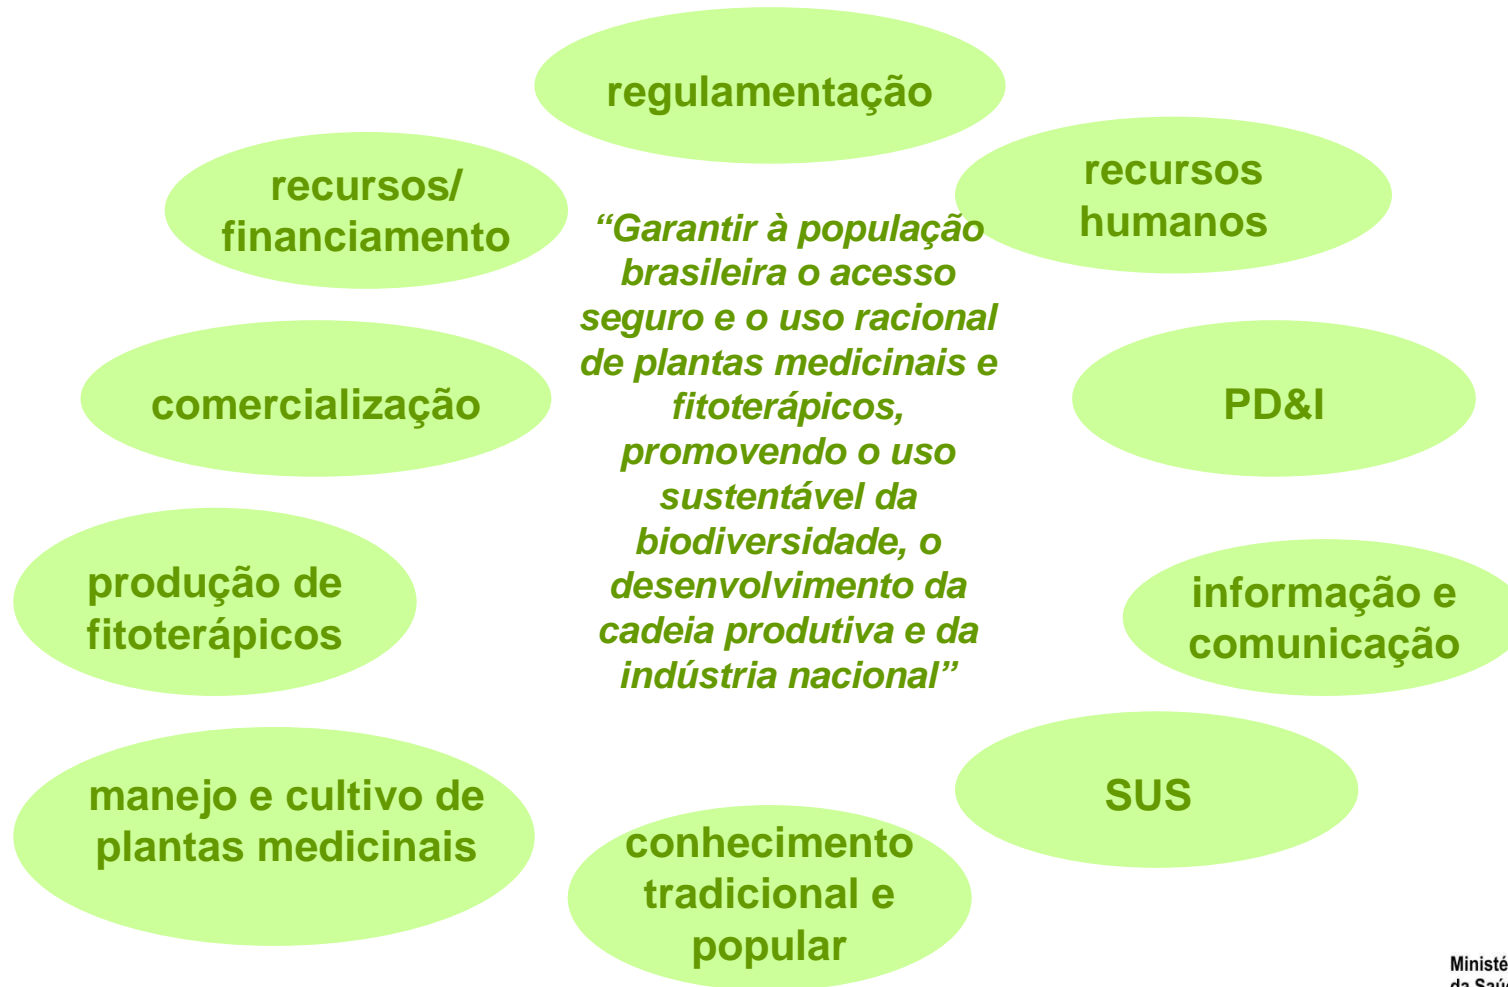 regulamentação
recursos/
financiamento
recursos
humanos
“Garantir à população
brasileira o acesso
seguro e o uso racional
de plantas medicinais e
fitoterápicos,
promovendo o uso
sustentável da
biodiversidade, o
desenvolvimento da
cadeia produtiva e da
indústria nacional”
comercialização
PD&I
produção de
fitoterápicos
informação e
comunicação
manejo e cultivo de
plantas medicinais
SUS
conhecimento
tradicional e
popular